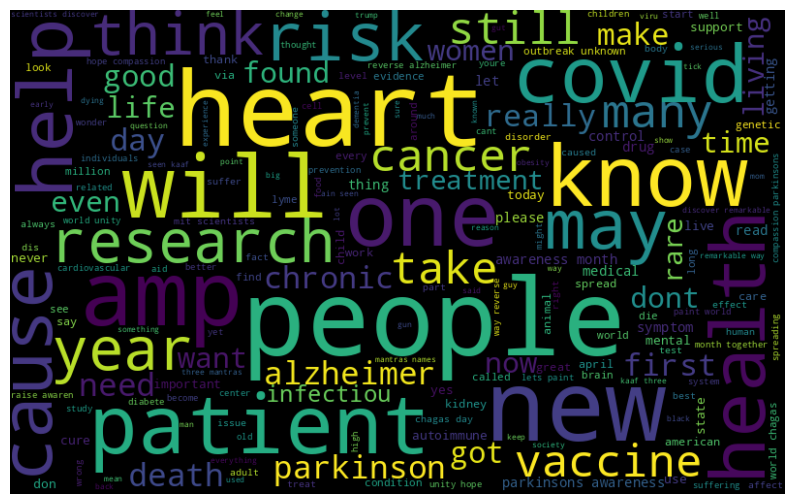 scientists discover
feel
change
trump
viru
children
start
well
help
think
risk
still
make
thought
outbreak unknown
support
look
hope compassion
thank
via
found
women
body
serious
good
level
reverse alzheimer
youre
covid
tick
living
getting
early
dying
life
evidence
let
heart
really
many
wonder
question
day
experience
someone
cell
dementia
prevent
sure
much
known
cant
disorder
control
time
genetic
individuals
seen kaaf
point
prevention
around
cancer
drug
show
caused
case
million
suffer
big
every
obesity
mom
related
will
food
thing
treatment
today
know
even
lyme
always
world unity
mit scientists
one
please
may
live
read
discover remarkable
compassion parkinsons
dis
never
research
child
lot
reason
might
rare
long
remarkable way
cardiovascular
aid
better
fact
work
awareness month
way
see
find
chronic
take
part
guy
medical
care
health
cause
say
amp
yet
said
way reverse
spread
die
effect
year
gun
right
animal
dont
symptom
paint world
something
people
world
mental
human
spreading
three mantras
want
mantras names
now
great
test
month together
need
important
alzheimer
yes
called
april
first
raise awaren
become
center
infectiou
lets paint
brain
kaaf three
system
study
diabete
new
kidney
best
patient
man
issue
old
high
chagas day
state
black
cure
autoimmune
american
world chagas
don
wrong
death
adult
everything
parkinson
got
keep
society
vaccine
mean
used
treat
condition
unity hope
parkinsons awareness
use
suffering
affect
back